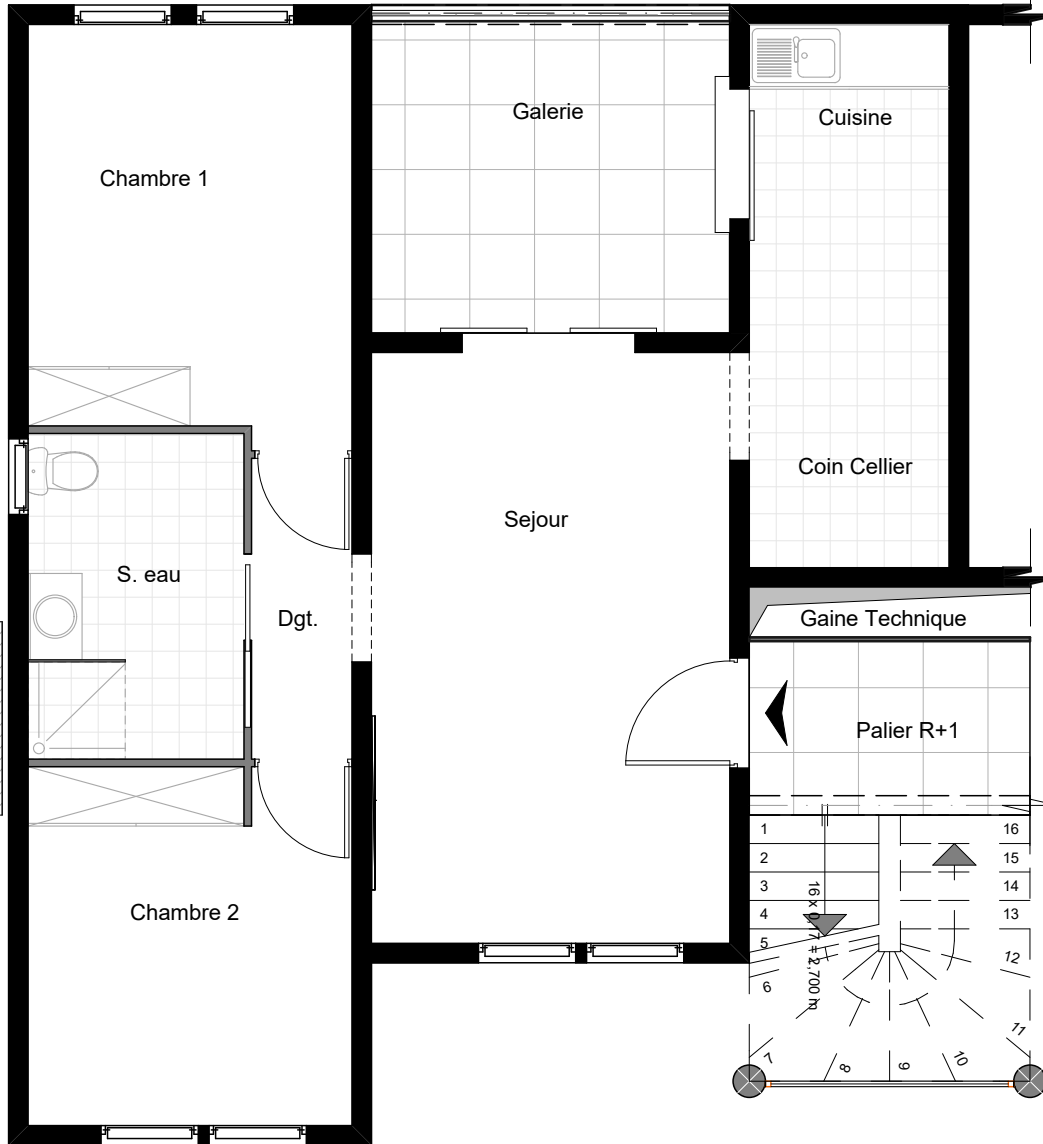 Galerie
Cuisine
Chambre 1
Coin Cellier
Sejour
S. eau
Dgt.
Gaine Technique
Palier R+1
Chambre 2
1
2
3
4
5
6
7
8
9
10
11
12
13
14
15
16
16 x 0,17 = 2,700 m